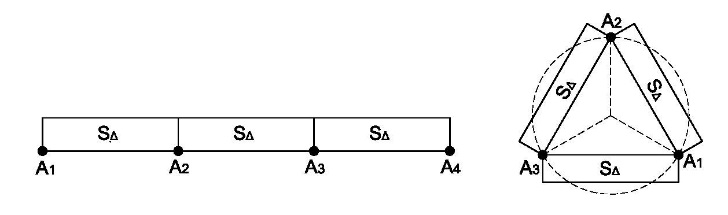 S∆ S∆ S∆
A1 A2 A3 A4
A2
S∆ S∆
A3 S∆ A1